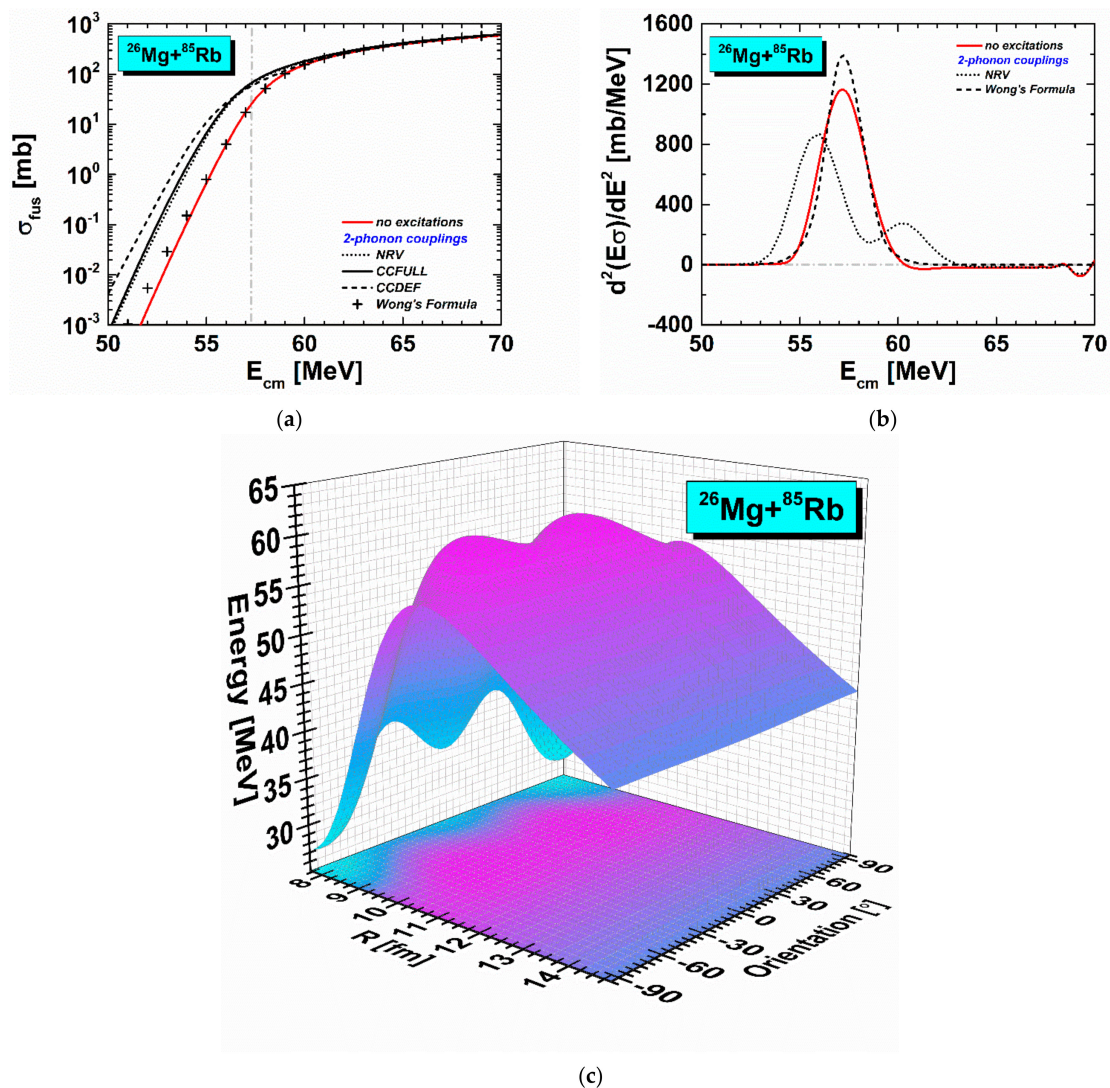 ²⁶Mg+⁸⁵Rb
10³
10²
10¹
10⁰
10⁻¹
10⁻²
10⁻³
σ_fus [mb]
no excitations
2-phonon couplings
NRV
CCFULL
CCDEF
Wong's Formula
50 55 60 65 70
E_cm [MeV]
(a)
²⁶Mg+⁸⁵Rb
1600
1400
1200
800
400
0
-400
d²(Eσ)/dE² [mb/MeV]
no excitations
2-phonon couplings
NRV
Wong's Formula
50 55 60 65 70
E_cm [MeV]
(b)
²⁶Mg+⁸⁵Rb
65
60
55
50
45
40
35
30
Energy [MeV]
8 9 10 11 12 13 14
R [fm]
-90 -60 -30 0 30 60 90
Orientation [°]
(c)